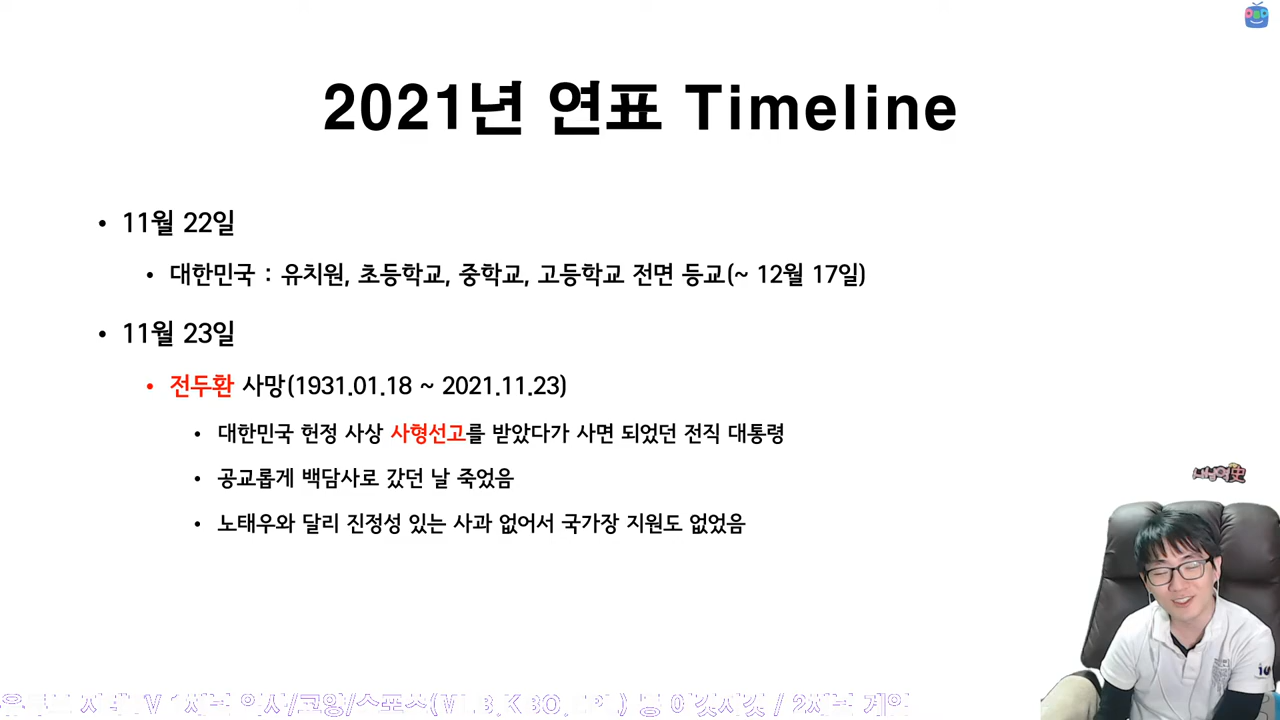 2021년 연표 Timeline
• 11월 22일
• 대한민국 : 유치원, 초등학교, 중학교, 고등학교 전면 등교(~ 12월 17일)
• 11월 23일
• 전두환 사망(1931.01.18 ~ 2021.11.23)
• 대한민국 헌정 사상 사형선고를 받았다가 사면 되었던 전직 대통령
• 공교롭게 백담사로 갔던 날 죽었음
• 노태우와 달리 진정성 있는 사과 없어서 국가장 지원도 없었음